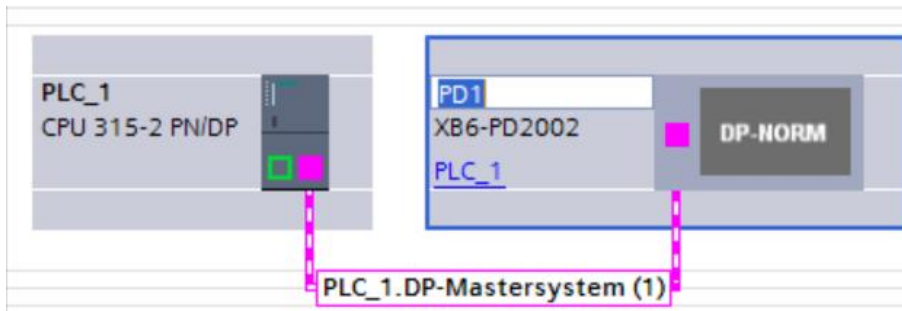 PLC_1
CPU 315-2 PN/DP
PD1
XB6-PD2002
PLC_1
DP-NORM
PLC_1.DP-Mastersystem (1)